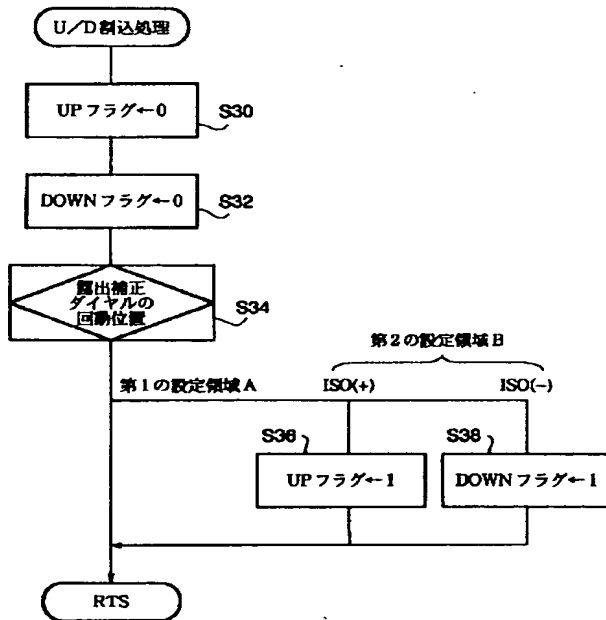 U/D割込処理
UPフラグ←0
S30
DOWNフラグ←0
S32
露出補正
ダイヤルの
回動位置
S34
第2の設定領域B
第1の設定領域A
ISO(+)
ISO(-)
S36
S38
UPフラグ←1
DOWNフラグ←1
RTS